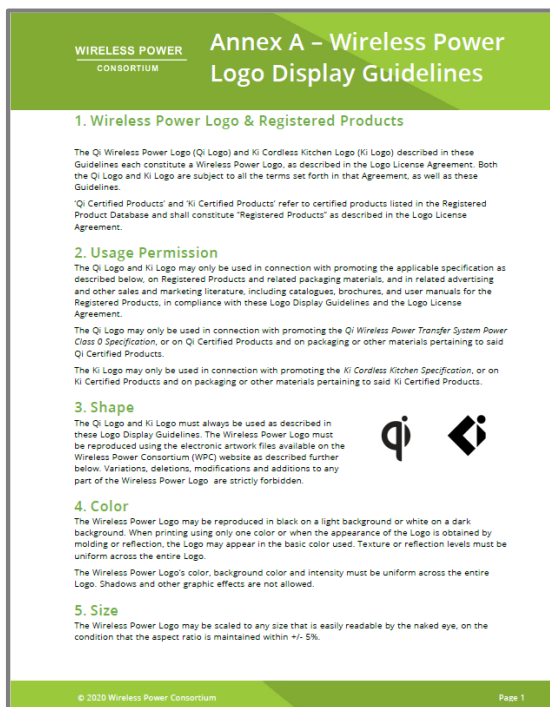 WIRELESS POWER
CONSORTIUM
Annex A – Wireless Power
Logo Display Guidelines
1. Wireless Power Logo & Registered Products
The Qi Wireless Power Logo (Qi Logo) and Ki Cordless Kitchen Logo (Ki Logo) described in these
Guidelines each constitute a Wireless Power Logo, as described in the Logo License Agreement. Both
the Qi Logo and Ki Logo are subject to all the terms set forth in that Agreement, as well as these
Guidelines.
'Qi Certified Products' and 'Ki Certified Products' refer to certified products listed in the Registered
Product Database and shall constitute "Registered Products" as described in the Logo License
Agreement.
2. Usage Permission
The Qi Logo and Ki Logo may only be used in connection with promoting the applicable specification as
described below, on Registered Products and related packaging materials, and in related advertising
and other sales and marketing literature, including catalogues, brochures, and user manuals for the
Registered Products, in compliance with these Logo Display Guidelines and the Logo License
Agreement.
The Qi Logo may only be used in connection with promoting the Qi Wireless Power Transfer System Power
Class 0 Specification, or on Qi Certified Products and on packaging or other materials pertaining to said
Qi Certified Products.
The Ki Logo may only be used in connection with promoting the Ki Cordless Kitchen Specification, or on
Ki Certified Products and on packaging or other materials pertaining to said Ki Certified Products.
3. Shape
The Qi Logo and Ki Logo must always be used as described in
these Logo Display Guidelines. The Wireless Power Logo must
be reproduced using the electronic artwork files available on the
Wireless Power Consortium (WPC) website as described further
below. Variations, deletions, modifications and additions to any
part of the Wireless Power Logo are strictly forbidden.
qi
4. Color
The Wireless Power Logo may be reproduced in black on a light background or white on a dark
background. When printing using only one color or when the appearance of the Logo is obtained by
molding or reflection, the Logo may appear in the basic color used. Texture or reflection levels must be
uniform across the entire Logo.
The Wireless Power Logo's color, background color and intensity must be uniform across the entire
Logo. Shadows and other graphic effects are not allowed.
5. Size
The Wireless Power Logo may be scaled to any size that is easily readable by the naked eye, on the
condition that the aspect ratio is maintained within +/- 5%.
© 2020 Wireless Power Consortium
Page 1